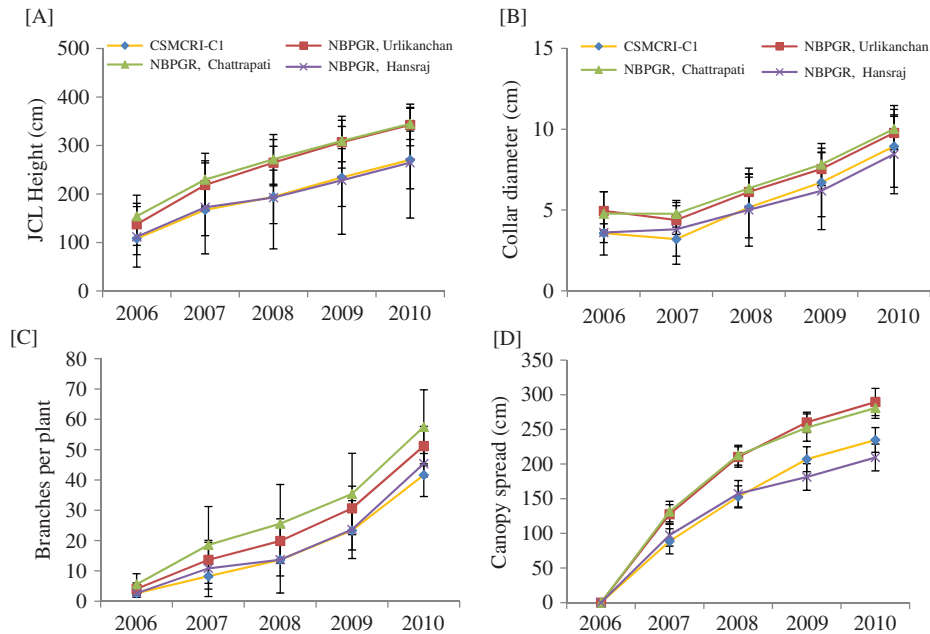 [A]
JCL Height (cm)
500
400
300
200
100
0
CSMCRI-C1
NBPGR, Urlikanchan
NBPGR, Chattrapati
NBPGR, Hansraj
2006 2007 2008 2009 2010
[B]
Collar diameter (cm)
15
10
5
0
CSMCRI-C1
NBPGR, Urlikanchan
NBPGR, Chattrapati
NBPGR, Hansraj
2006 2007 2008 2009 2010
[C]
Branches per plant
80
70
60
50
40
30
20
10
0
2006 2007 2008 2009 2010
[D]
Canopy spread (cm)
350
300
250
200
150
100
50
0
2006 2007 2008 2009 2010